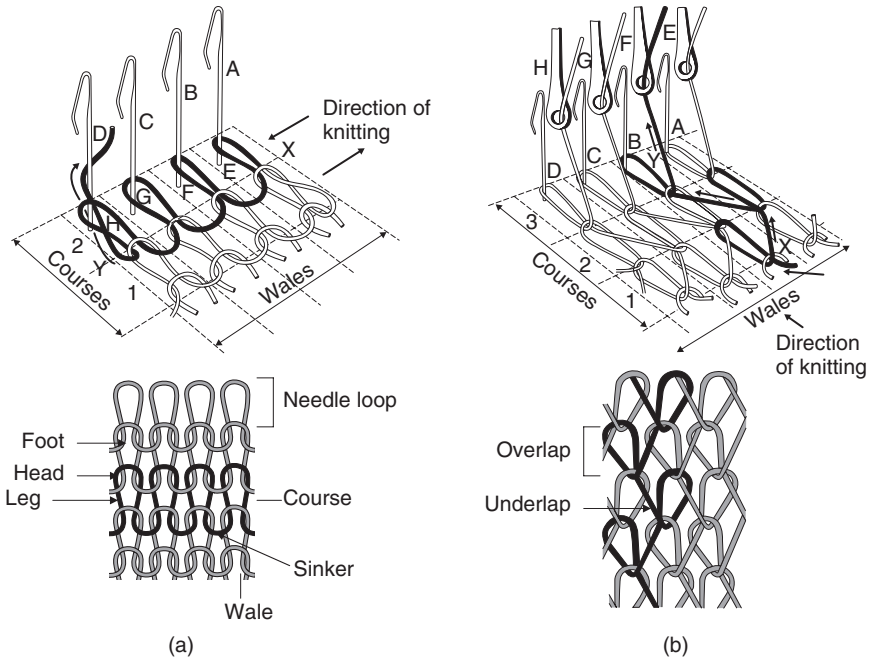 A
B
C
D
Direction of
knitting
X
E
F
G
H
Y
2
1
Courses
Wales
Needle loop
Foot
Head
Leg
Course
Sinker
Wale
(a)
E
F
G
H
A
B
Y
C
D
3
2
1
X
Courses
Wales
Direction
of knitting
Overlap
Underlap
(b)